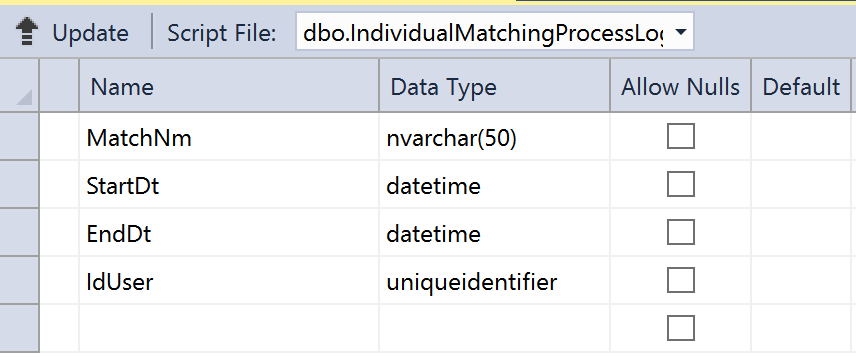 Update Script File: dbo.IndividualMatchingProcessLo
Name Data Type Allow Nulls Default
MatchNm nvarchar(50)
StartDt datetime
EndDt datetime
IdUser uniqueidentifier